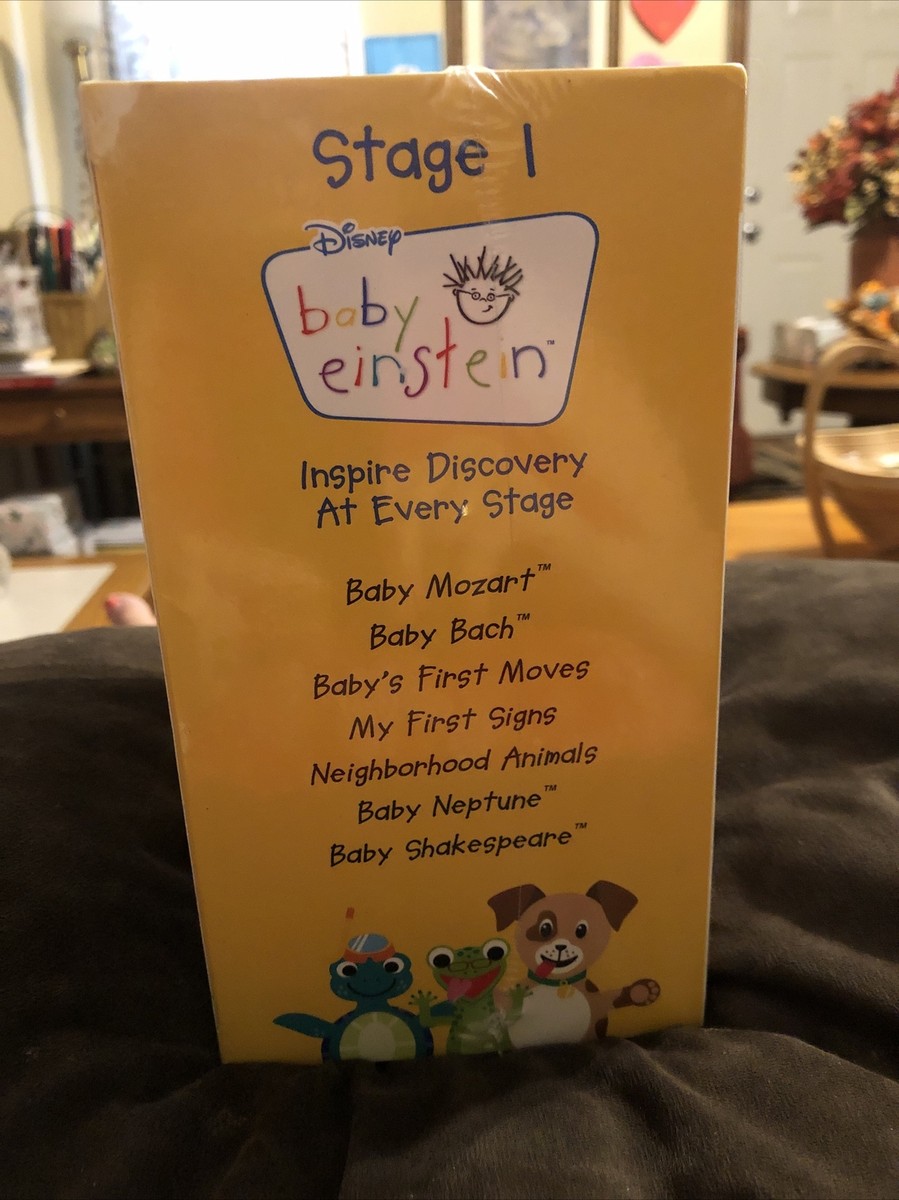 Stage 1
Disney
baby
einstein™
Inspire Discovery
At Every Stage
Baby Mozart™
Baby Bach™
Baby's First Moves
My First Signs
Neighborhood Animals
Baby Neptune™
Baby Shakespeare™